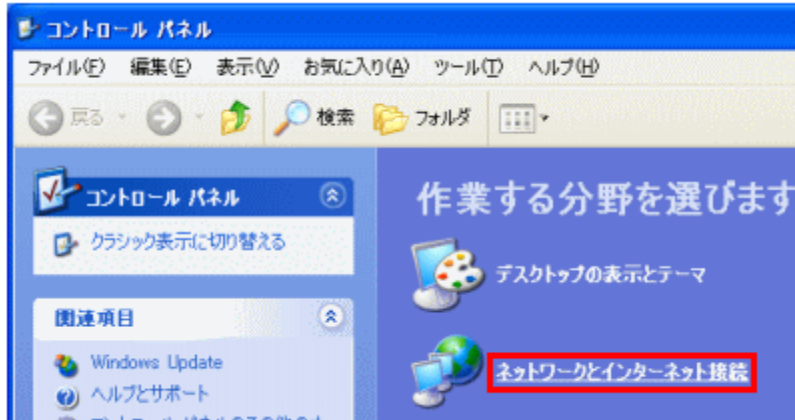 コントロール パネル
ファイル(F) 編集(E) 表示(V) お気に入り(A) ツール(T) ヘルプ(H)
戻る 検索 フォルダ
コントロール パネル
クラシック表示に切り替える
関連項目
Windows Update
ヘルプとサポート
作業する分野を選びます
デスクトップの表示とテーマ
ネットワークとインターネット接続